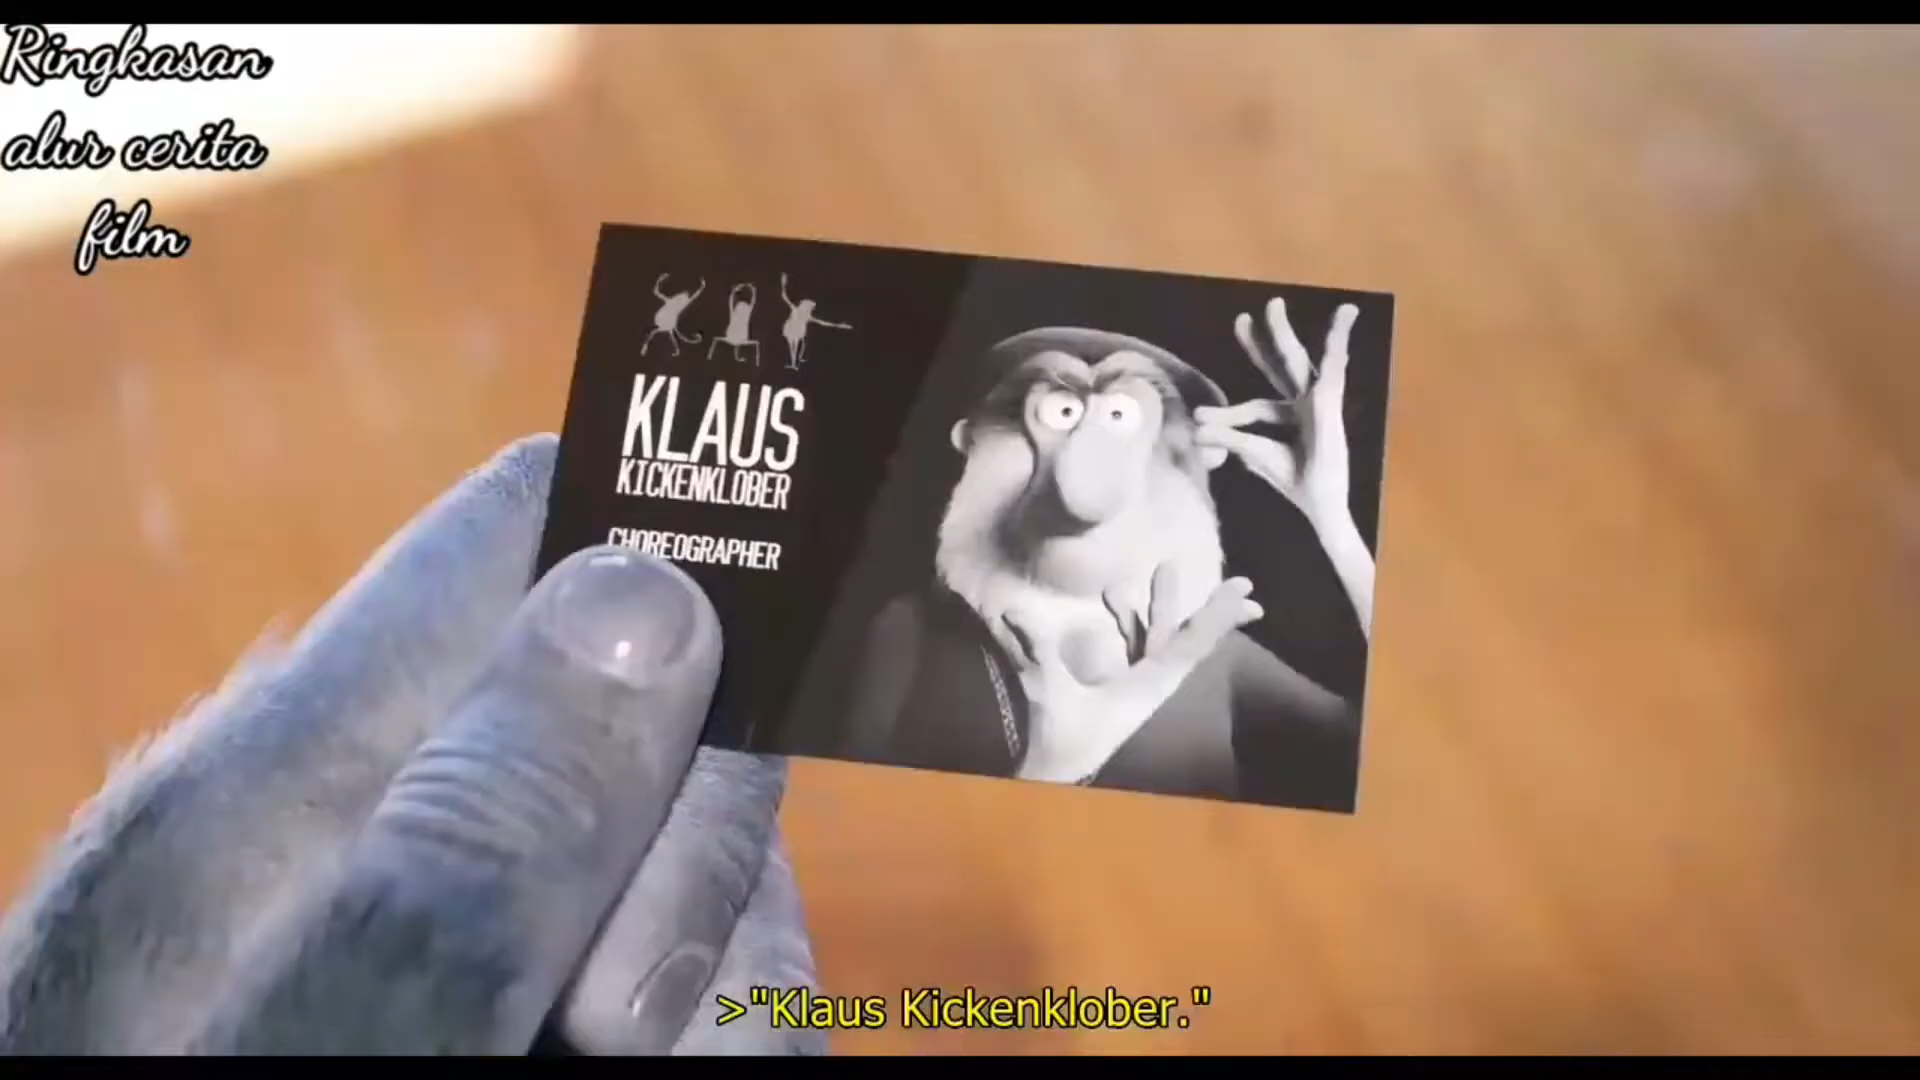 Ringkasan
alur cerita
film
KLAUS
KICKENKLOBER
CHOREOGRAPHER
>"Klaus Kickenklober."